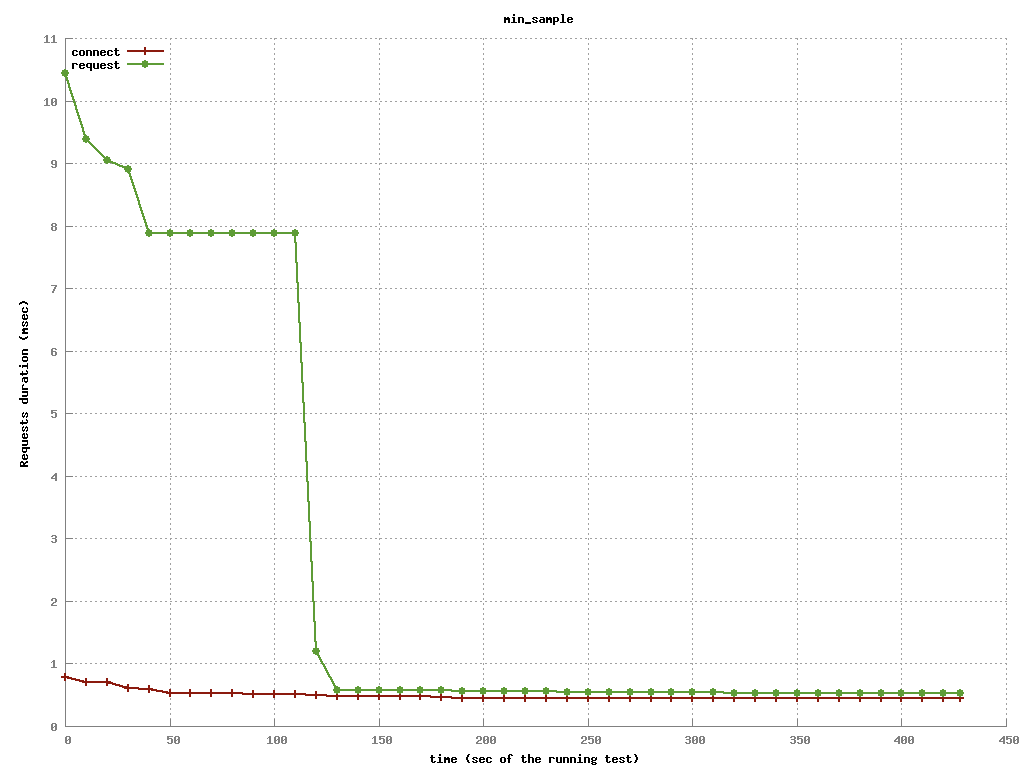 min_sample
connect
request
11
10
9
8
7
6
5
4
3
2
1
0
Requests duration (msec)
0 50 100 150 200 250 300 350 400 450
time (sec of the running test)